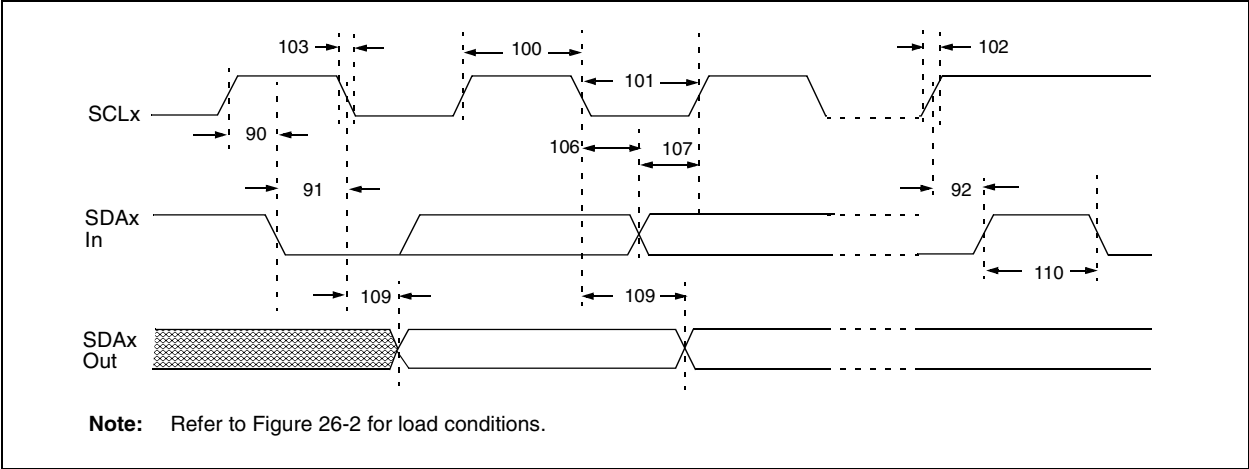 103
100
102
101
SCLx
90
106
107
91
92
SDAx
In
110
109
109
SDAx
Out
Note: Refer to Figure 26-2 for load conditions.